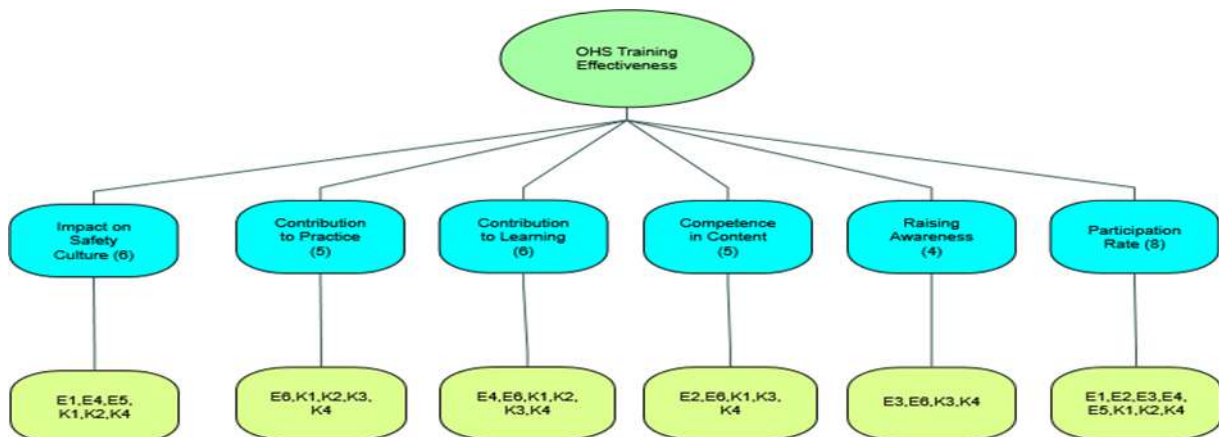 OHS Training
Effectiveness
Impact on
Safety
Culture (6)
Contribution
to Practice
(5)
Contribution
to Learning
(6)
Competence
in Content
(5)
Raising
Awareness
(4)
Participation
Rate (8)
E1,E4,E5,
K1,K2,K4
E6,K1,K2,K3,
K4
E4,E6,K1,K2,
K3,K4
E2,E6,K1,K3,
K4
E3,E6,K3,K4
E1,E2,E3,E4,
E5,K1,K2,K4